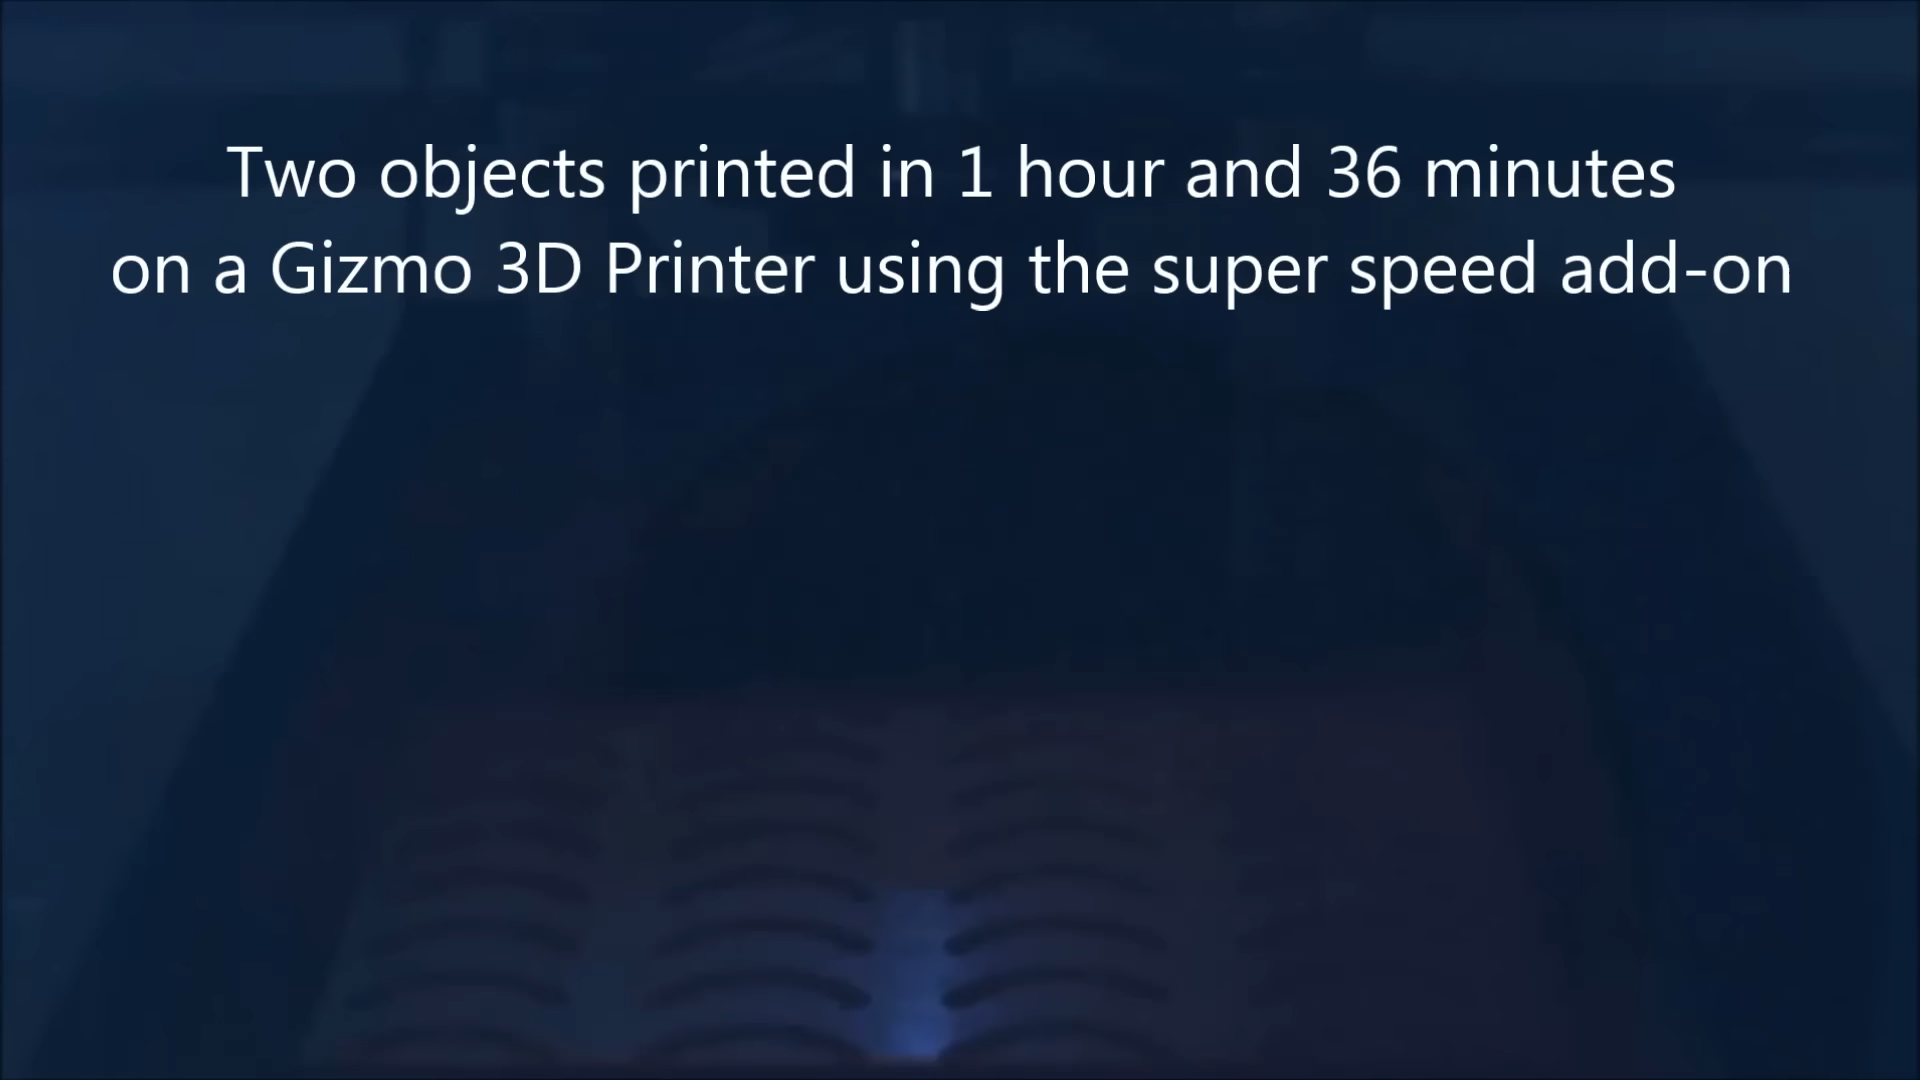 Two objects printed in 1 hour and 36 minutes
on a Gizmo 3D Printer using the super speed add-on